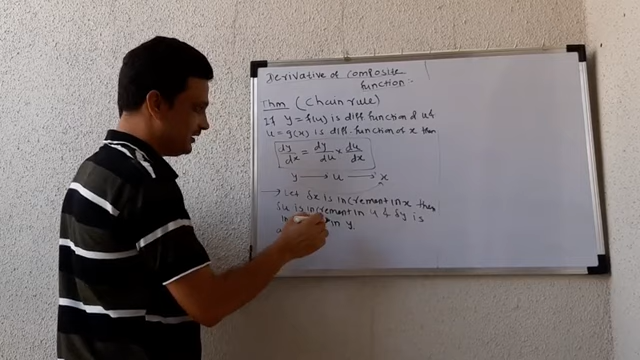 Derivative of composite
function:-
Thm (Chain rule)
If y = f(u) is diff function of u &
u = g(x) is diff. function of x then
dy/dx = dy/du × du/dx
y → u → x
→ Let δx is increment in x then
δu is increment in u & δy is
in y.